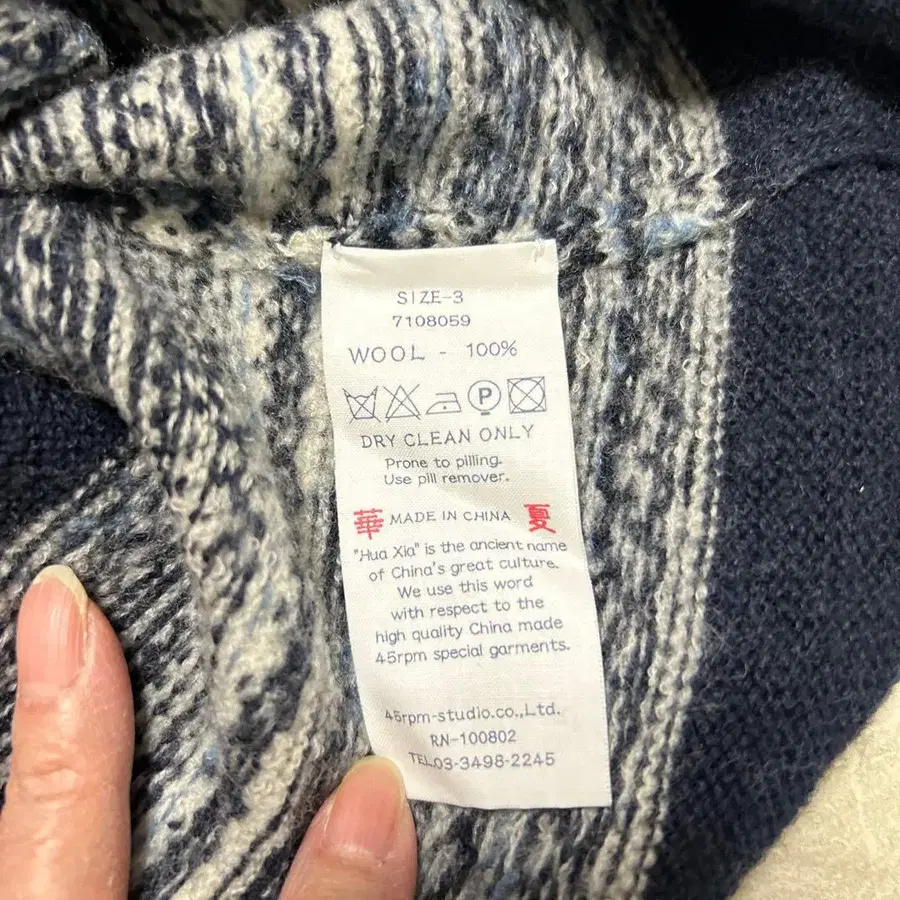 SIZE-3
7108059
WOOL - 100%
P
DRY CLEAN ONLY
Prone to pilling.
Use pill remover.
華 MADE IN CHINA 夏
"Hua Xia" is the ancient name
of China's great culture.
We use this word
with respect to the
high quality China made
45rpm special garments.
45rpm-studio.co.,Ltd.
RN-100802
TEL03-3498-2245